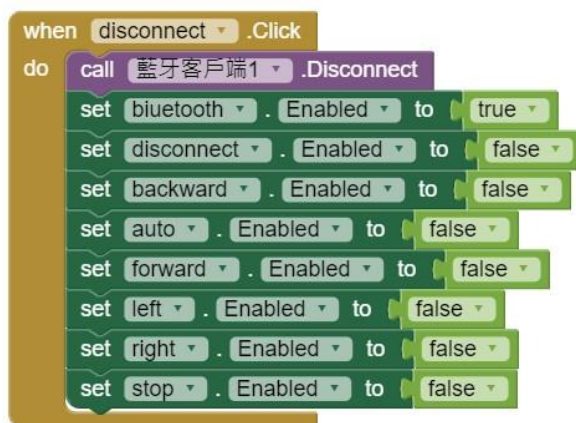 when disconnect .Click
do call 藍牙客戶端1 .Disconnect
set biuetooth . Enabled to true
set disconnect . Enabled to false
set backward . Enabled to false
set auto . Enabled to false
set forward . Enabled to false
set left . Enabled to false
set right . Enabled to false
set stop . Enabled to false